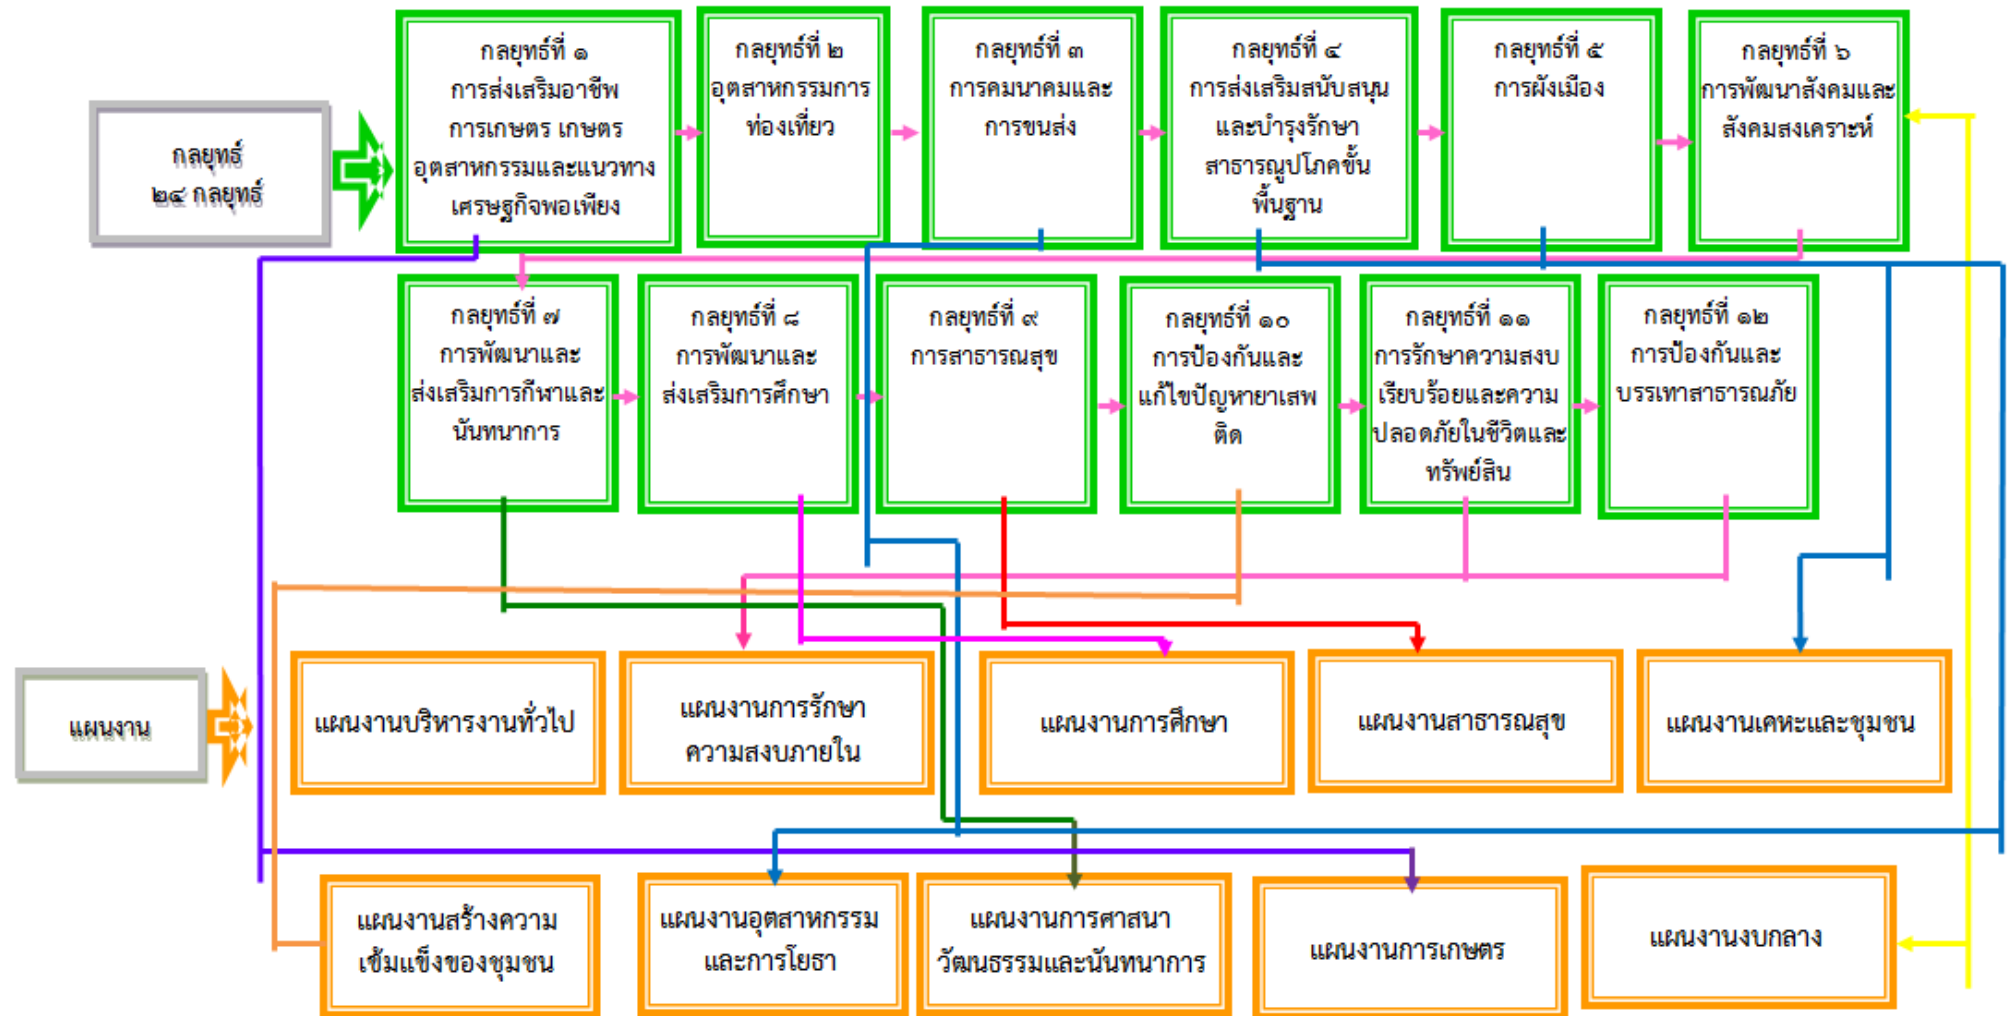 กลยุทธ์
๒๔ กลยุทธ์
กลยุทธ์ที่ ๑
การส่งเสริมอาชีพ
การเกษตร เกษตร
อุตสาหกรรมและแนวทาง
เศรษฐกิจพอเพียง
กลยุทธ์ที่ ๒
อุตสาหกรรมการ
ท่องเที่ยว
กลยุทธ์ที่ ๓
การคมนาคมและ
การขนส่ง
กลยุทธ์ที่ ๔
การส่งเสริมสนับสนุน
และบำรุงรักษา
สาธารณูปโภคขั้น
พื้นฐาน
กลยุทธ์ที่ ๕
การผังเมือง
กลยุทธ์ที่ ๖
การพัฒนาสังคมและ
สังคมสงเคราะห์
กลยุทธ์ที่ ๗
การพัฒนาและ
ส่งเสริมการกีฬาและ
นันทนาการ
กลยุทธ์ที่ ๘
การพัฒนาและ
ส่งเสริมการศึกษา
กลยุทธ์ที่ ๙
การสาธารณสุข
กลยุทธ์ที่ ๑๐
การป้องกันและ
แก้ไขปัญหายาเสพ
ติด
กลยุทธ์ที่ ๑๑
การรักษาความสงบ
เรียบร้อยและความ
ปลอดภัยในชีวิตและ
ทรัพย์สิน
กลยุทธ์ที่ ๑๒
การป้องกันและ
บรรเทาสาธารณภัย
แผนงาน
แผนงานบริหารงานทั่วไป
แผนงานการรักษา
ความสงบภายใน
แผนงานการศึกษา
แผนงานสาธารณสุข
แผนงานเคหะและชุมชน
แผนงานสร้างความ
เข้มแข็งของชุมชน
แผนงานอุตสาหกรรม
และการโยธา
แผนงานการศาสนา
วัฒนธรรมและนันทนาการ
แผนงานการเกษตร
แผนงานงบกลาง